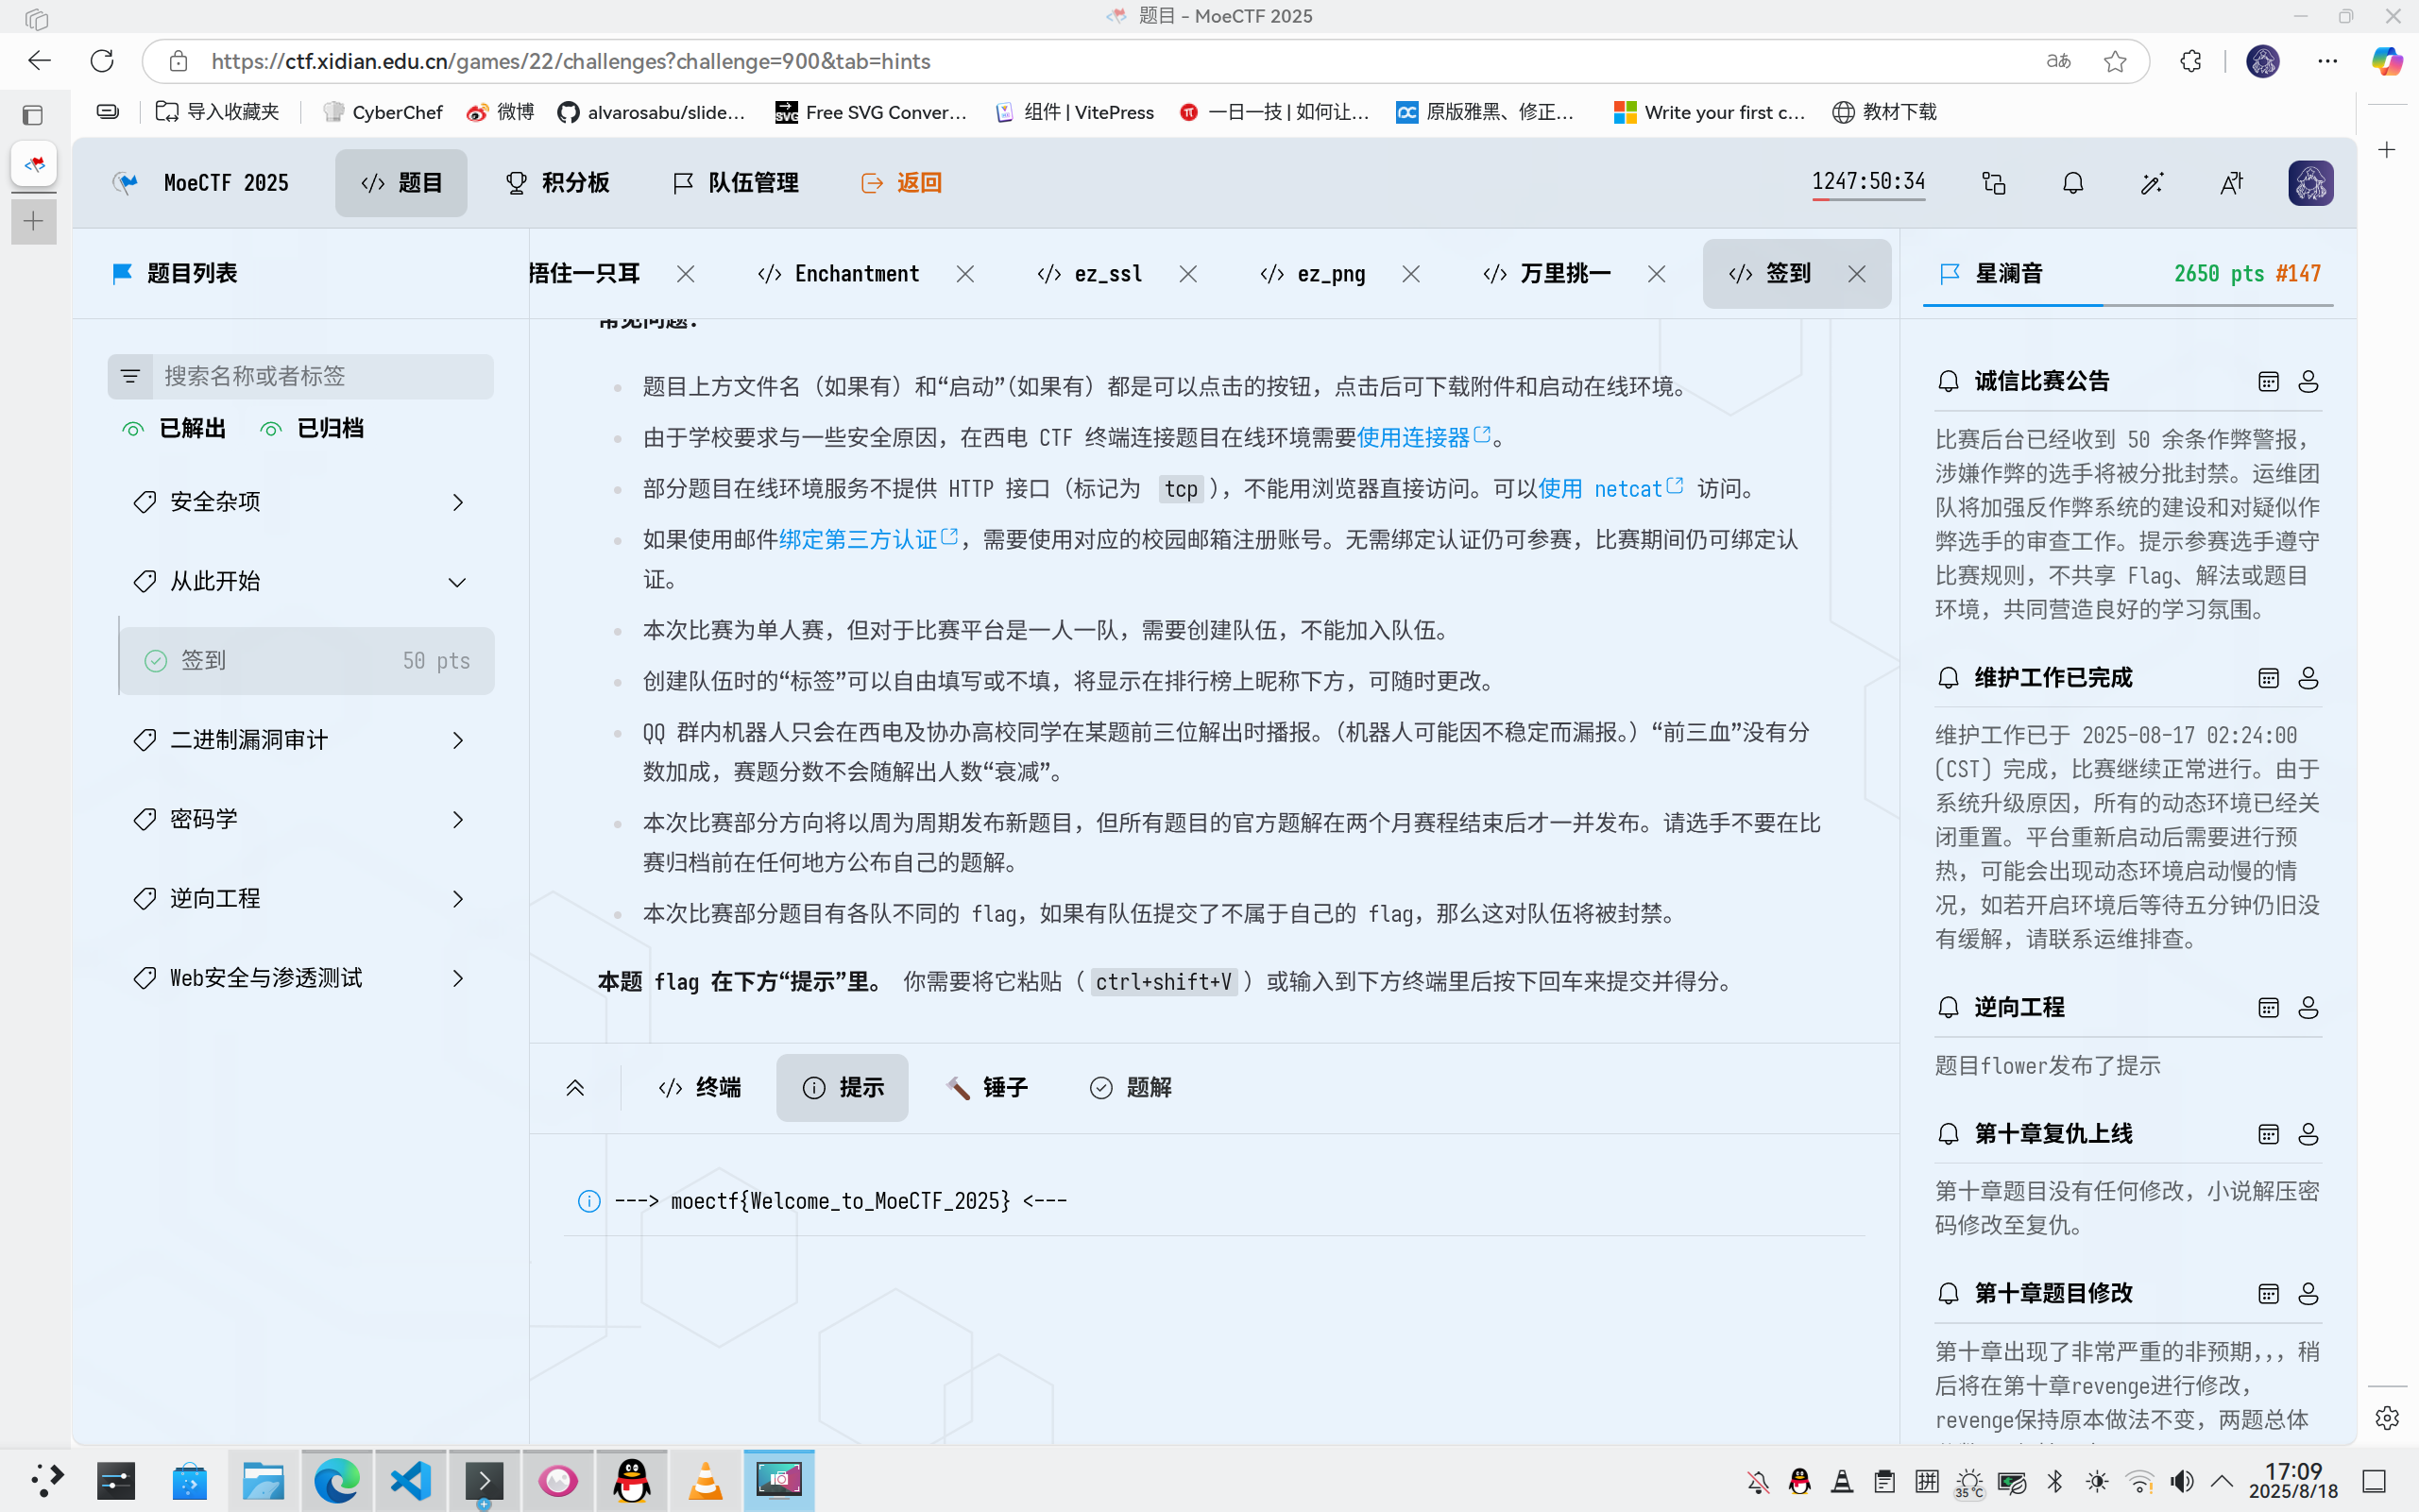 题目 - MoeCTF 2025
https://ctf.xidian.edu.cn/games/22/challenges?challenge=900&tab=hints
导入收藏夹
CyberChef
微博
alvarosabu/slide...
Free SVG Conver...
组件 | VitePress
一日一技 | 如何让...
原版雅黑、修正...
Write your first c...
教材下载
MoeCTF 2025
题目
积分板
队伍管理
返回
1247:50:34
题目列表
捂住一只耳
Enchantment
ez_ssl
ez_png
万里挑一
签到
星澜音
2650 pts #147
搜索名称或者标签
已解出
已归档
安全杂项
从此开始
签到
50 pts
二进制漏洞审计
密码学
逆向工程
Web安全与渗透测试
常见问题：
题目上方文件名（如果有）和“启动”（如果有）都是可以点击的按钮，点击后可下载附件和启动在线环境。
由于学校要求与一些安全原因，在西电 CTF 终端连接题目在线环境需要使用连接器。
部分题目在线环境服务不提供 HTTP 接口（标记为 tcp），不能用浏览器直接访问。可以使用 netcat 访问。
如果使用邮件绑定第三方认证，需要使用对应的校园邮箱注册账号。无需绑定认证仍可参赛，比赛期间仍可绑定认
证。
本次比赛为单人赛，但对于比赛平台是一人一队，需要创建队伍，不能加入队伍。
创建队伍时的“标签”可以自由填写或不填，将显示在排行榜上昵称下方，可随时更改。
QQ 群内机器人只会在西电及协办高校同学在某题前三位解出时播报。（机器人可能因不稳定而漏报。）“前三血”没有分
数加成，赛题分数不会随解出人数“衰减”。
本次比赛部分方向将以周为周期发布新题目，但所有题目的官方题解在两个月赛程结束后才一并发布。请选手不要在比
赛归档前在任何地方公布自己的题解。
本次比赛部分题目有各队不同的 flag，如果有队伍提交了不属于自己的 flag，那么这对队伍将被封禁。
本题 flag 在下方“提示”里。 你需要将它粘贴（ctrl+shift+V）或输入到下方终端里后按下回车来提交并得分。
终端
提示
锤子
题解
---> moectf{Welcome_to_MoeCTF_2025} <---
诚信比赛公告
比赛后台已经收到 50 余条作弊警报，
涉嫌作弊的选手将被分批封禁。运维团
队将加强反作弊系统的建设和对疑似作
弊选手的审查工作。提示参赛选手遵守
比赛规则，不共享 Flag、解法或题目
环境，共同营造良好的学习氛围。
维护工作已完成
维护工作已于 2025-08-17 02:24:00
(CST) 完成，比赛继续正常进行。由于
系统升级原因，所有的动态环境已经关
闭重置。平台重新启动后需要进行预
热，可能会出现动态环境启动慢的情
况，如若开启环境后等待五分钟仍旧没
有缓解，请联系运维排查。
逆向工程
题目flower发布了提示
第十章复仇上线
第十章题目没有任何修改，小说解压密
码修改至复仇。
第十章题目修改
第十章出现了非常严重的非预期，，，稍
后将在第十章revenge进行修改，
revenge保持原本做法不变，两题总体
35℃
拼
17:09
2025/8/18